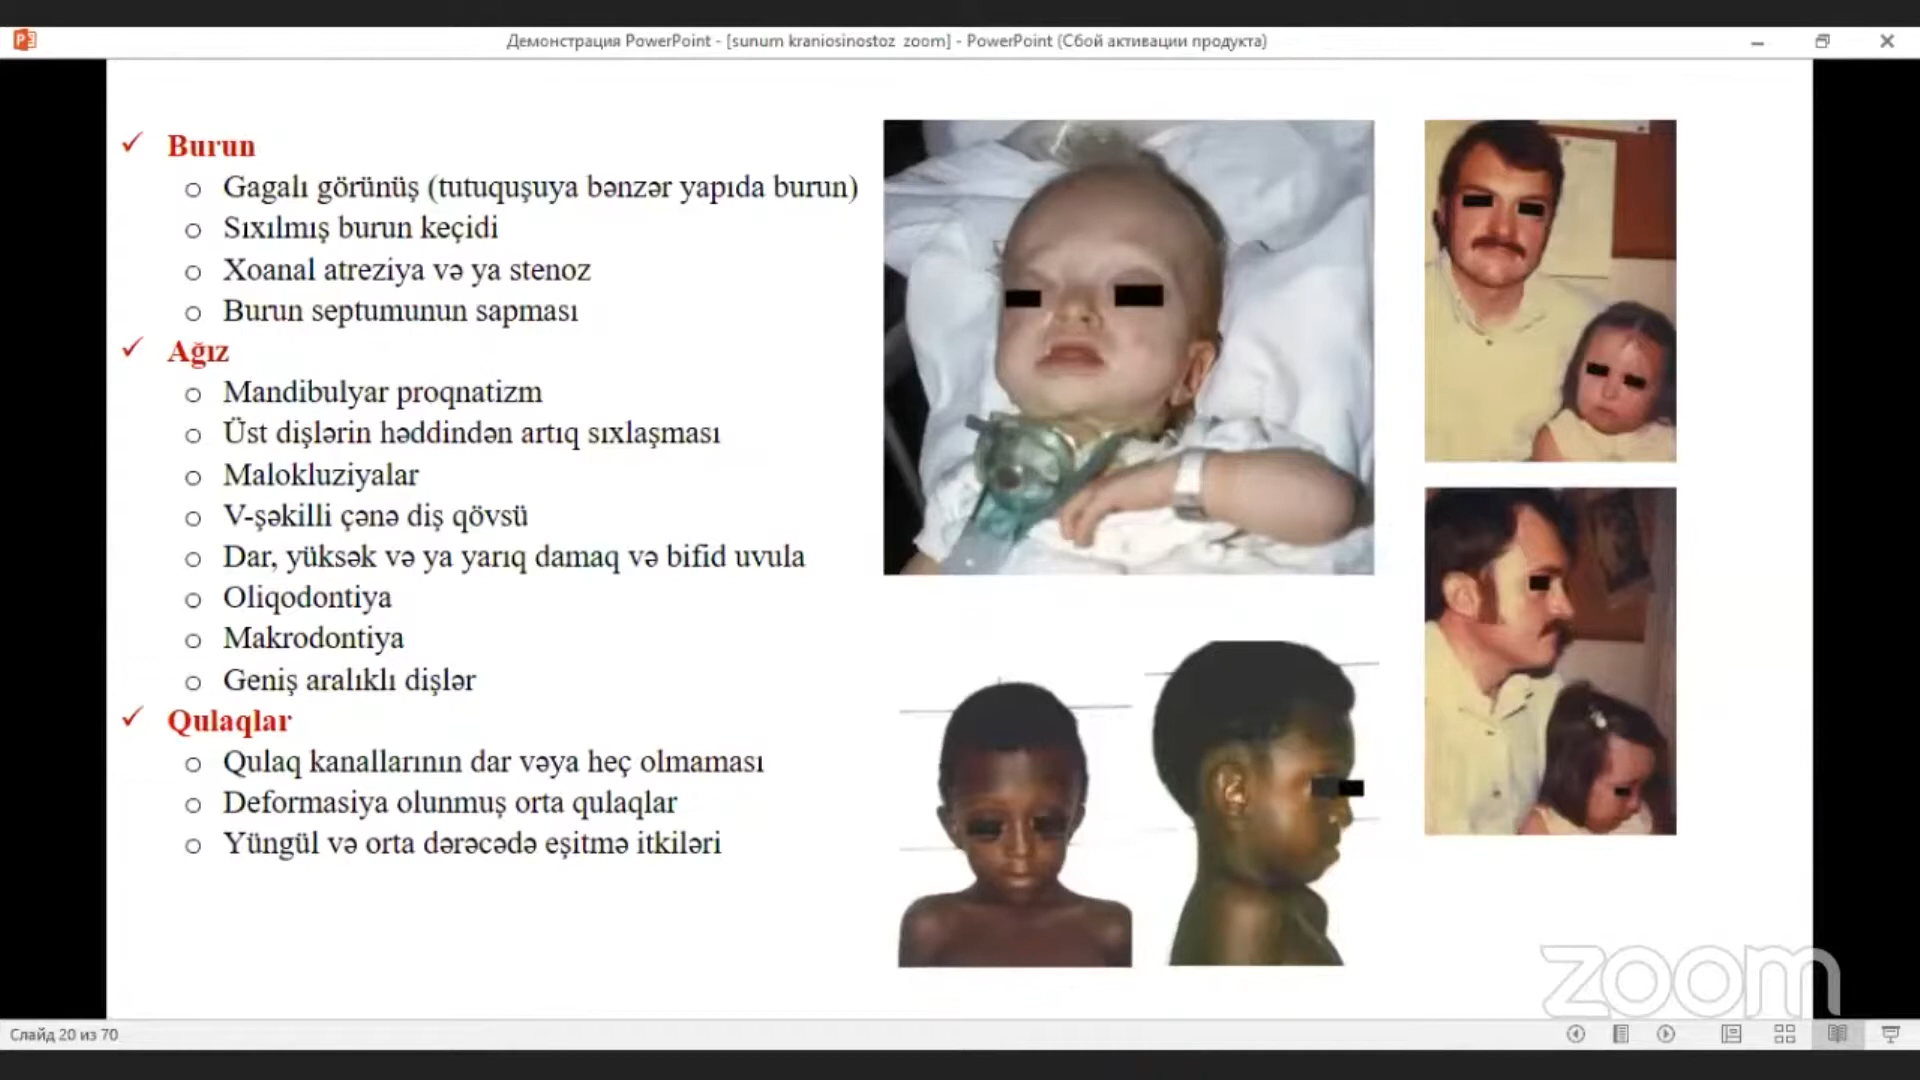 Демонстрация PowerPoint - [sunum kraniosinostoz zoom] - PowerPoint (Сбой активации продукта)
Burun
Gagalı görünüş (tutuquşuya bənzər yapıda burun)
Sıxılmış burun keçidi
Xoanal atreziya və ya stenoz
Burun septumunun sapması
Ağız
Mandibulyar proqnatizm
Üst dişlərin həddindən artıq sıxlaşması
Malokluziyalar
V-şəkilli çənə diş qövsü
Dar, yüksək və ya yarıq damaq və bifid uvula
Oliqodontiya
Makrodontiya
Geniş aralıklı dişlər
Qulaqlar
Qulaq kanallarının dar vəya heç olmaması
Deformasiya olunmuş orta qulaqlar
Yüngül və orta dərəcədə eşitmə itkiləri
zoom
Слайд 20 из 70